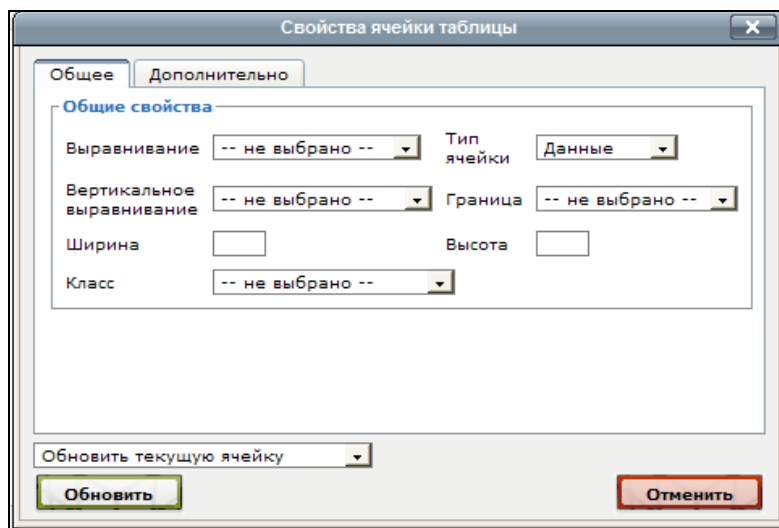 Свойства ячейки таблицы
Общее Дополнительно
Общие свойства
Выравнивание -- не выбрано -- Тип ячейки Данные
Вертикальное выравнивание -- не выбрано -- Граница -- не выбрано --
Ширина Высота
Класс -- не выбрано --
Обновить текущую ячейку
Обновить Отменить